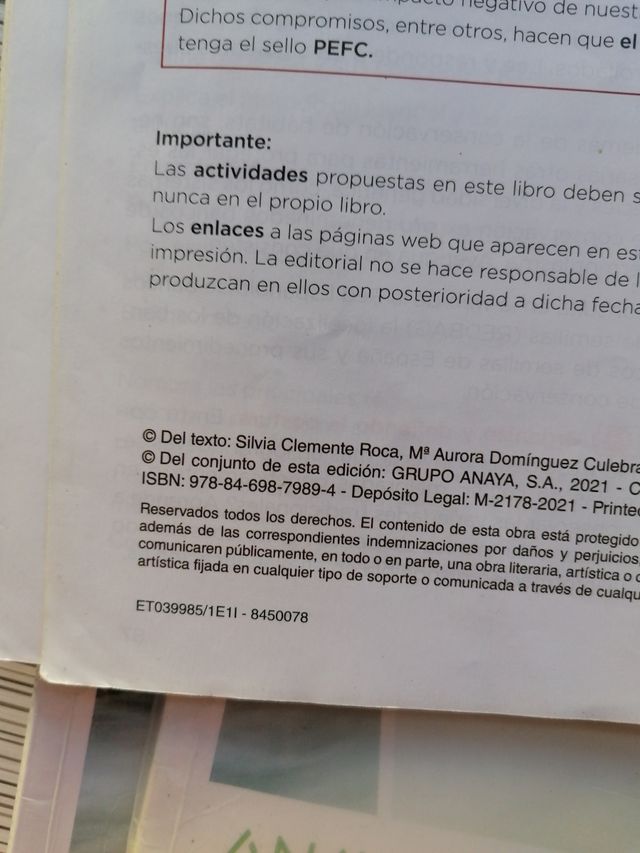 negativo de nuest
Dichos compromisos, entre otros, hacen que el
tenga el sello PEFC.
Importante:
Las actividades propuestas en este libro deben s
nunca en el propio libro.
Los enlaces a las páginas web que aparecen en est
impresión. La editorial no se hace responsable de l
produzcan en ellos con posterioridad a dicha fecha
© Del texto: Silvia Clemente Roca, Mª Aurora Domínguez Culebra
© Del conjunto de esta edición: GRUPO ANAYA, S.A., 2021 - C
ISBN: 978-84-698-7989-4 - Depósito Legal: M-2178-2021 - Printed
Reservados todos los derechos. El contenido de esta obra está protegido
además de las correspondientes indemnizaciones por daños y perjuicios,
comunicaren públicamente, en todo o en parte, una obra literaria, artística o c
artística fijada en cualquier tipo de soporte o comunicada a través de cualqu
ET039985/1E1I - 8450078